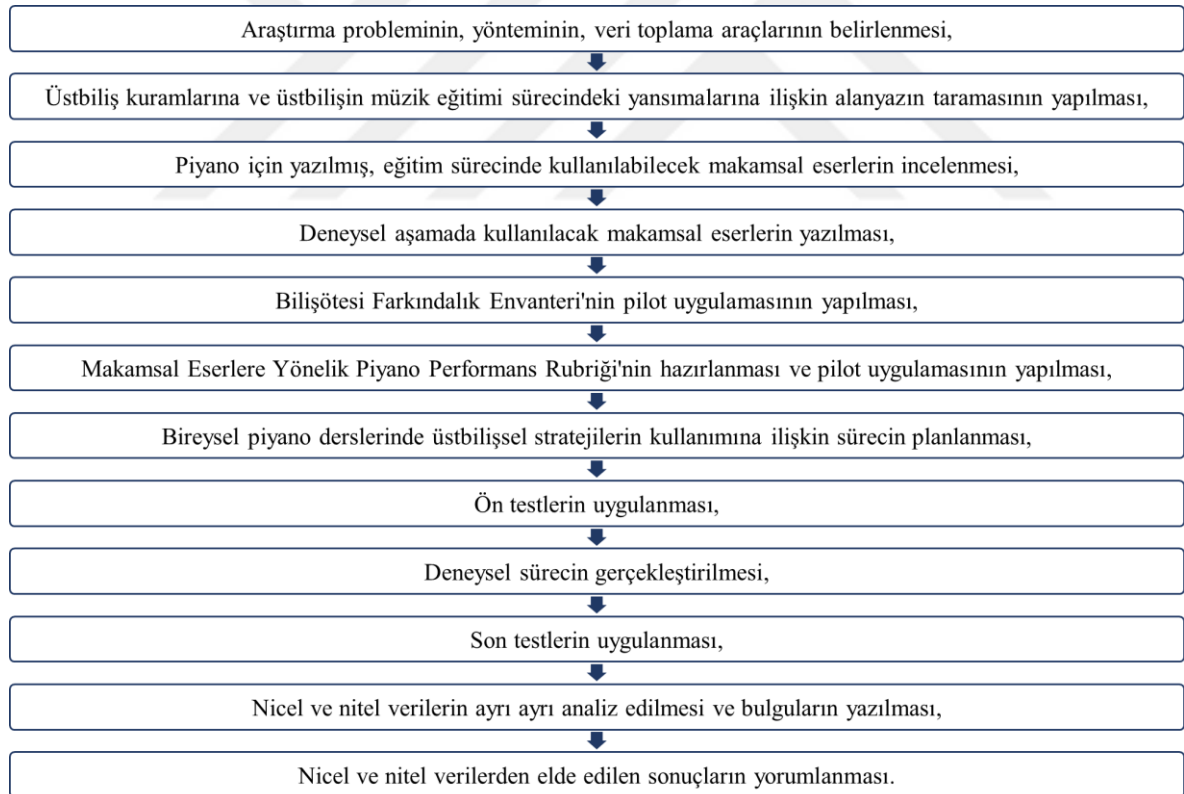 Araştırma probleminin, yönteminin, veri toplama araçlarının belirlenmesi,
Üstbiliş kuramlarına ve üstbilişin müzik eğitimi sürecindeki yansımalarına ilişkin alanyazın taramasının yapılması,
Piyano için yazılmış, eğitim sürecinde kullanılabilecek makamsal eserlerin incelenmesi,
Deneysel aşamada kullanılacak makamsal eserlerin yazılması,
Bilişötesi Farkındalık Envanteri'nin pilot uygulamasının yapılması,
Makamsal Eserlere Yönelik Piyano Performans Rubriği'nin hazırlanması ve pilot uygulamasının yapılması,
Bireysel piyano derslerinde üstbilişsel stratejilerin kullanımına ilişkin sürecin planlanması,
Ön testlerin uygulanması,
Deneysel sürecin gerçekleştirilmesi,
Son testlerin uygulanması,
Nicel ve nitel verilerin ayrı ayrı analiz edilmesi ve bulguların yazılması,
Nicel ve nitel verilerden elde edilen sonuçların yorumlanması.